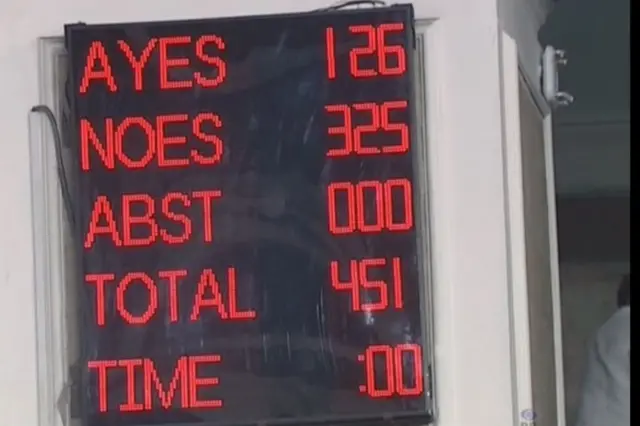 AYES 126
NOES 325
ABST 000
TOTAL 451
TIME :00